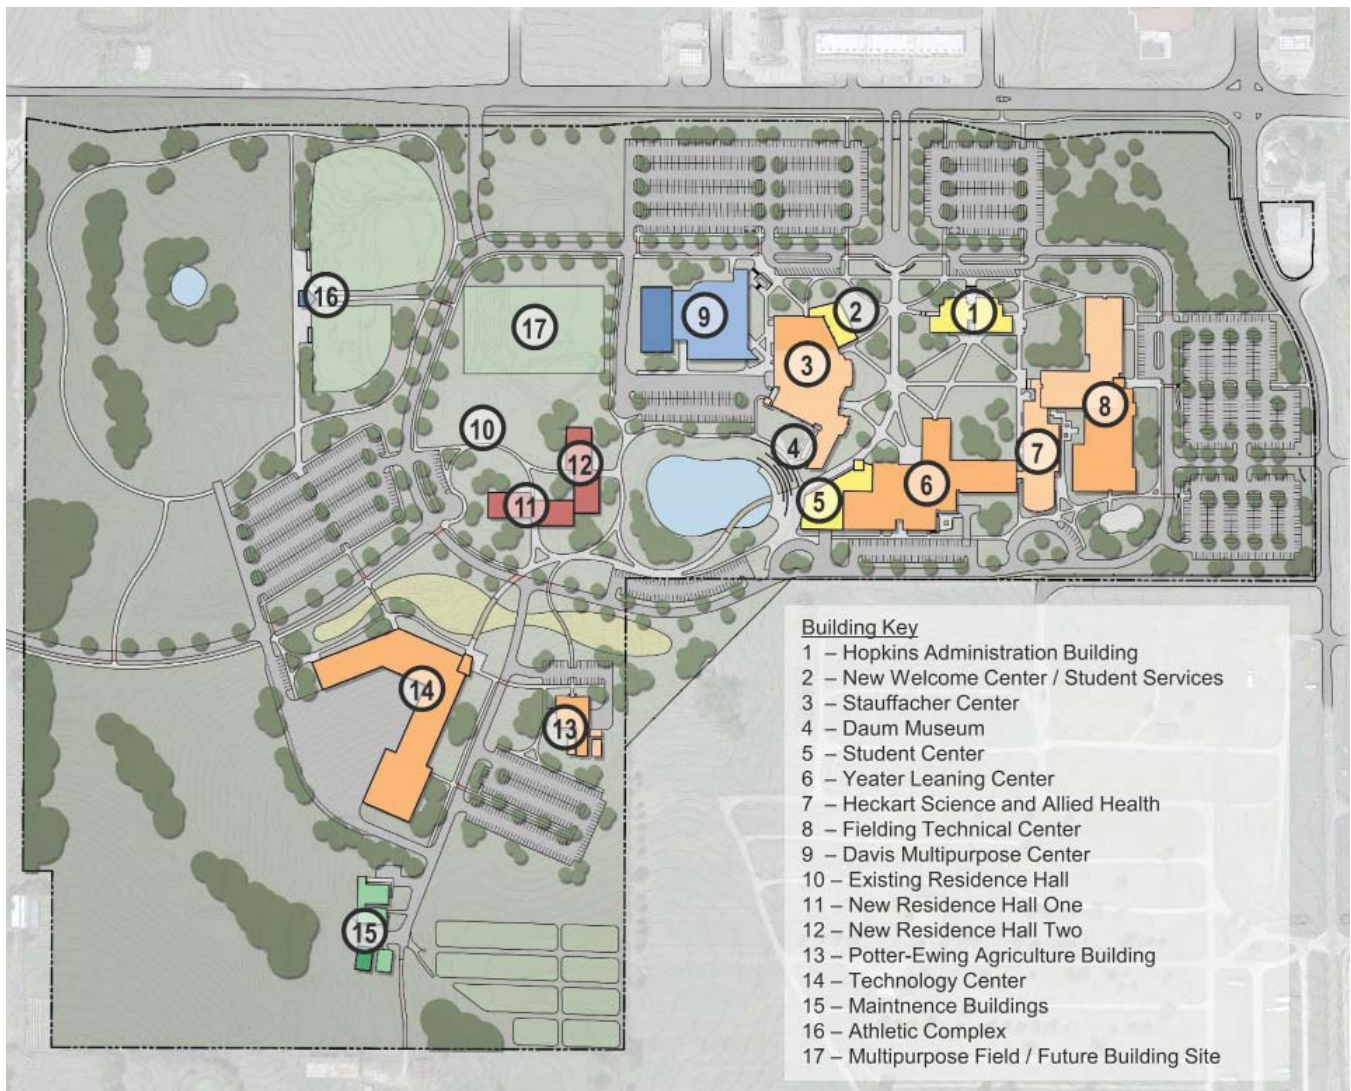 16
2
1
9
17
3
8
10
4
7
12
6
5
11
14
13
15
Building Key
1 – Hopkins Administration Building
2 – New Welcome Center / Student Services
3 – Stauffacher Center
4 – Daum Museum
5 – Student Center
6 – Yeater Leaning Center
7 – Heckart Science and Allied Health
8 – Fielding Technical Center
9 – Davis Multipurpose Center
10 – Existing Residence Hall
11 – New Residence Hall One
12 – New Residence Hall Two
13 – Potter-Ewing Agriculture Building
14 – Technology Center
15 – Maintnence Buildings
16 – Athletic Complex
17 – Multipurpose Field / Future Building Site